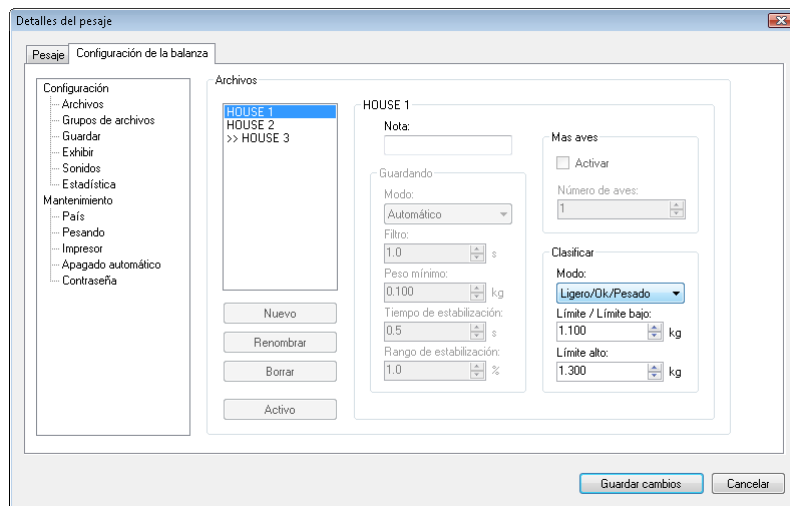 Detalles del pesaje
Pesaje
Configuración de la balanza
Configuración
Archivos
Grupos de archivos
Guardar
Exhibir
Sonidos
Estadística
Mantenimiento
País
Pesando
Impresor
Apagado automático
Contraseña
Archivos
HOUSE 1
HOUSE 2
>> HOUSE 3
Nuevo
Renombrar
Borrar
Activo
HOUSE 1
Nota:
Guardando
Modo:
Automático
Filtro:
1.0 s
Peso mínimo:
0.100 kg
Tiempo de estabilización:
0.5 s
Rango de estabilización:
1.0 %
Mas aves
Activar
Número de aves:
1
Clasificar
Modo:
Ligero/Ok/Pesado
Límite / Límite bajo:
1.100 kg
Límite alto:
1.300 kg
Guardar cambios
Cancelar